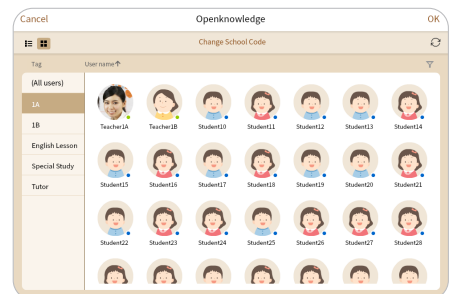 Cancel Openknowledge OK
Change School Code
Tag User name↑
(All users)
1A
1B
English Lesson
Special Study
Tutor
Teacher1A Teacher1B Student10 Student11 Student12 Student13 Student14
Student15 Student16 Student17 Student18 Student19 Student20 Student21
Student22 Student23 Student24 Student25 Student26 Student27 Student28